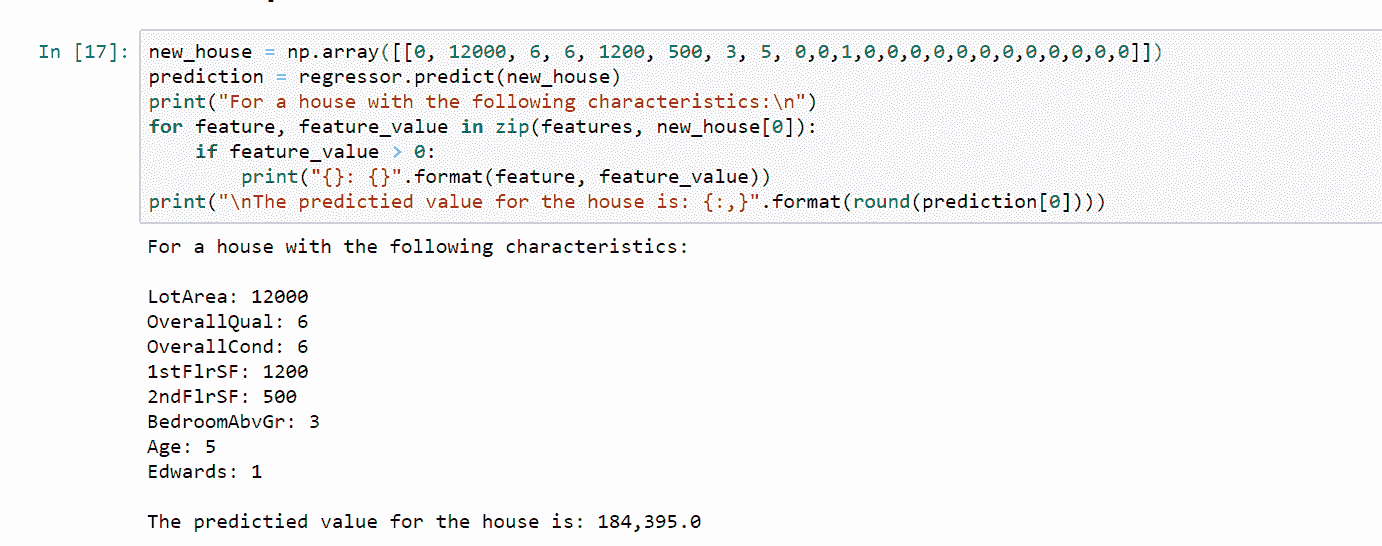 In [17]: new_house = np.array([[0, 12000, 6, 6, 1200, 500, 3, 5, 0,0,1,0,0,0,0,0,0,0,0,0,0,0,0]])
prediction = regressor.predict(new_house)
print("For a house with the following characteristics:\n")
for feature, feature_value in zip(features, new_house[0]):
    if feature_value > 0:
        print("{}: {}".format(feature, feature_value))
print("\nThe predictied value for the house is: {:,}".format(round(prediction[0])))
For a house with the following characteristics:
LotArea: 12000
OverallQual: 6
OverallCond: 6
1stFlrSF: 1200
2ndFlrSF: 500
BedroomAbvGr: 3
Age: 5
Edwards: 1
The predictied value for the house is: 184,395.0